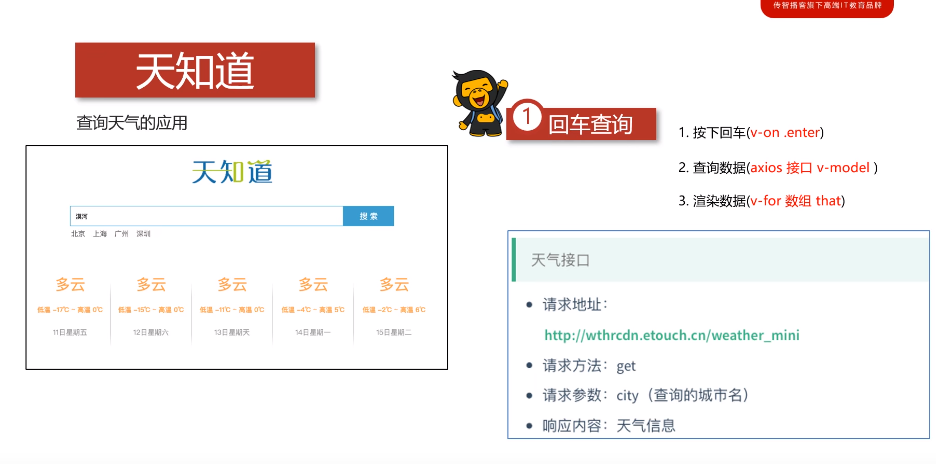 传智播客旗下高端IT教育品牌
天知道
查询天气的应用
天知道
漠河
搜索
北京 上海 广州 深圳
多云 多云 多云 多云 多云
低温 -17℃ ~ 高温 0℃ 低温 -15℃ ~ 高温 0℃ 低温 -11℃ ~ 高温 0℃ 低温 -4℃ ~ 高温 5℃ 低温 -2℃ ~ 高温 6℃
11日星期五 12日星期六 13日星期天 14日星期一 15日星期二
1 回车查询
1. 按下回车(v-on .enter)
2. 查询数据(axios 接口 v-model )
3. 渲染数据(v-for 数组 that)
天气接口
• 请求地址：
http://wthrcdn.etouch.cn/weather_mini
• 请求方法：get
• 请求参数：city（查询的城市名）
• 响应内容：天气信息